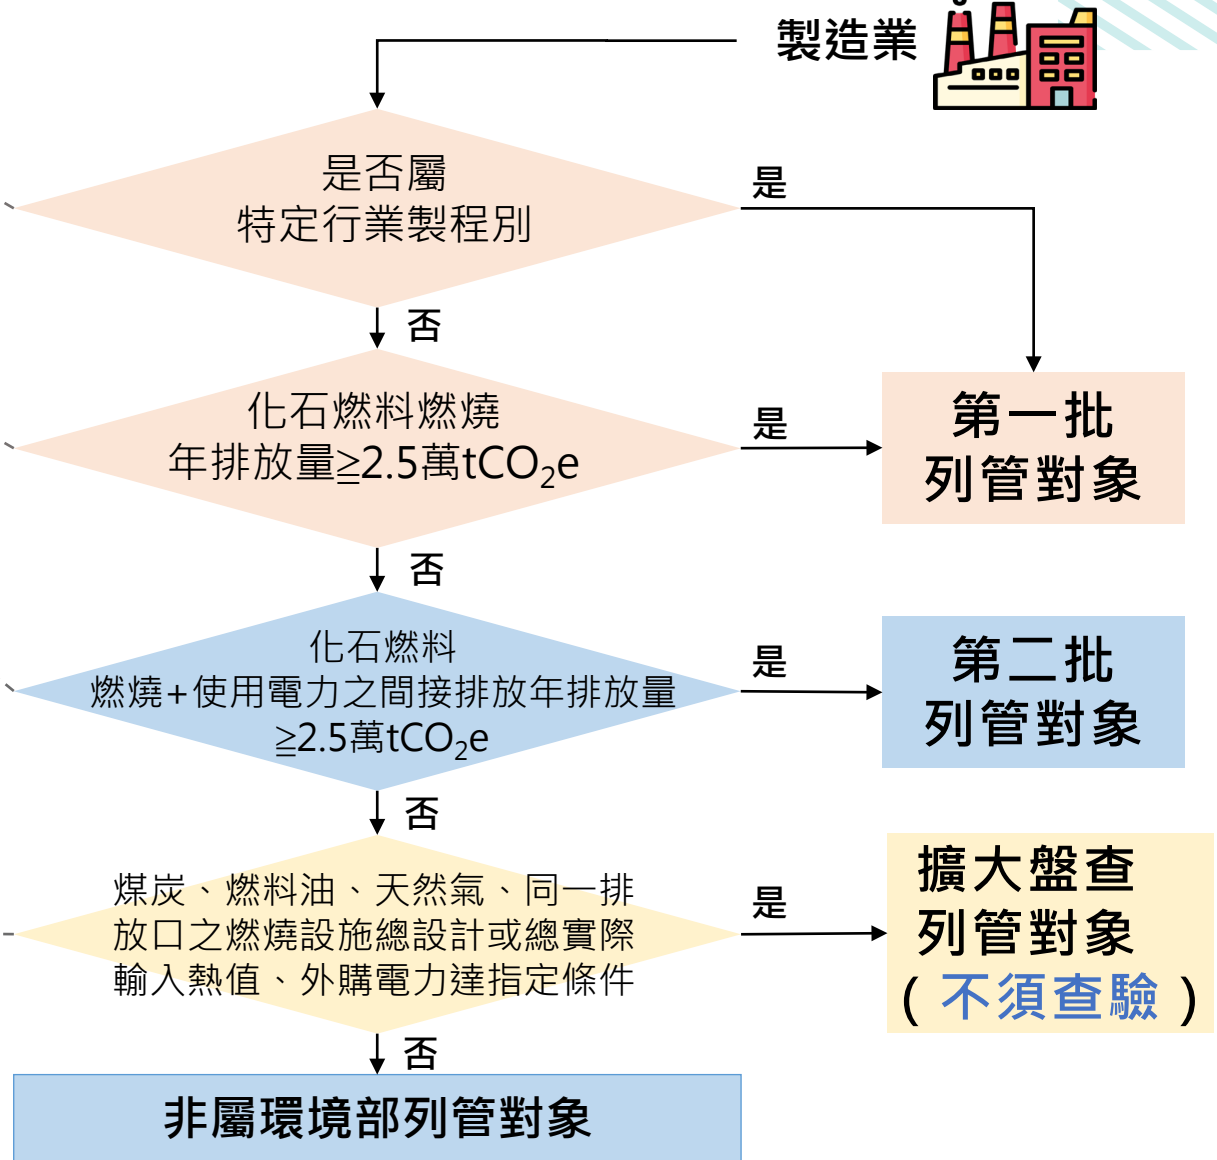 製造業
是否屬
特定行業製程別
是
否
化石燃料燃燒
年排放量≧2.5萬tCO₂e
是
第一批
列管對象
否
化石燃料
燃燒+使用電力之間接排放年排放量
≧2.5萬tCO₂e
是
第二批
列管對象
否
煤炭、燃料油、天然氣、同一排
放口之燃燒設施總設計或總實際
輸入熱值、外購電力達指定條件
是
擴大盤查
列管對象
(不須查驗)
否
非屬環境部列管對象